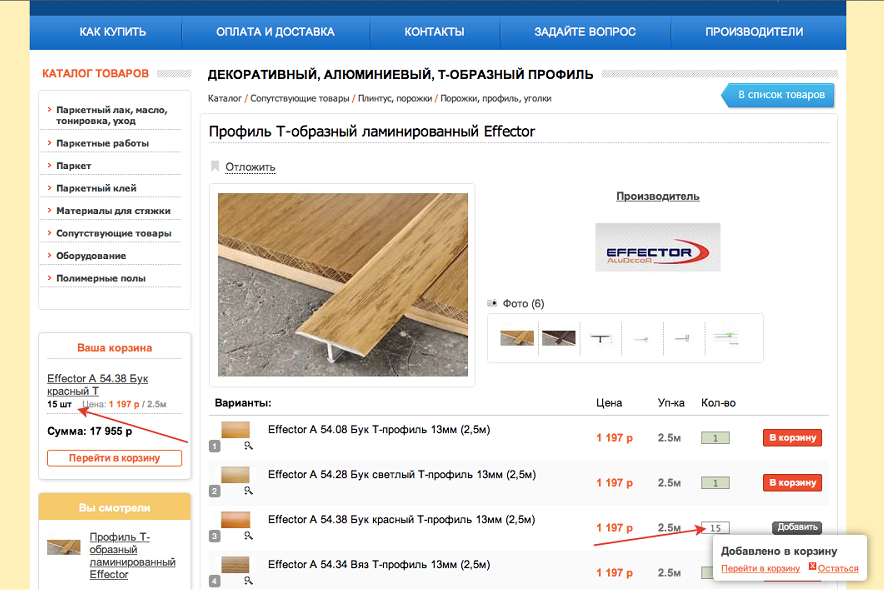 КАК КУПИТЬ
ОПЛАТА И ДОСТАВКА
КОНТАКТЫ
ЗАДАЙТЕ ВОПРОС
ПРОИЗВОДИТЕЛИ
КАТАЛОГ ТОВАРОВ
Паркетный лак, масло,
тонировка, уход
Паркетные работы
Паркет
Паркетный клей
Материалы для стяжки
Сопутствующие товары
Оборудование
Полимерные полы
Ваша корзина
Effector А 54.38 Бук
красный Т
15 шт Цена: 1 197 р / 2.5м
Сумма: 17 955 р
Перейти в корзину
Вы смотрели
Профиль Т-
образный
ламинированный
Effector
ДЕКОРАТИВНЫЙ, АЛЮМИНИЕВЫЙ, Т-ОБРАЗНЫЙ ПРОФИЛЬ
Каталог / Сопутствующие товары / Плинтус, порожки / Порожки, профиль, уголки
В список товаров
Профиль Т-образный ламинированный Effector
Отложить
Производитель
EFFECTOR
ALUDECOR
Фото (6)
Варианты: Цена Уп-ка Кол-во
1 Effector А 54.08 Бук Т-профиль 13мм (2,5м) 1 197 р 2.5м 1 В корзину
2 Effector А 54.28 Бук светлый Т-профиль 13мм (2,5м) 1 197 р 2.5м 1 В корзину
3 Effector А 54.38 Бук красный Т-профиль 13мм (2,5м) 1 197 р 2.5м 15 Добавить
4 Effector А 54.34 Вяз Т-профиль 13мм (2,5м) 1 197 р 2.5м
Добавлено в корзину
Перейти в корзину Остаться